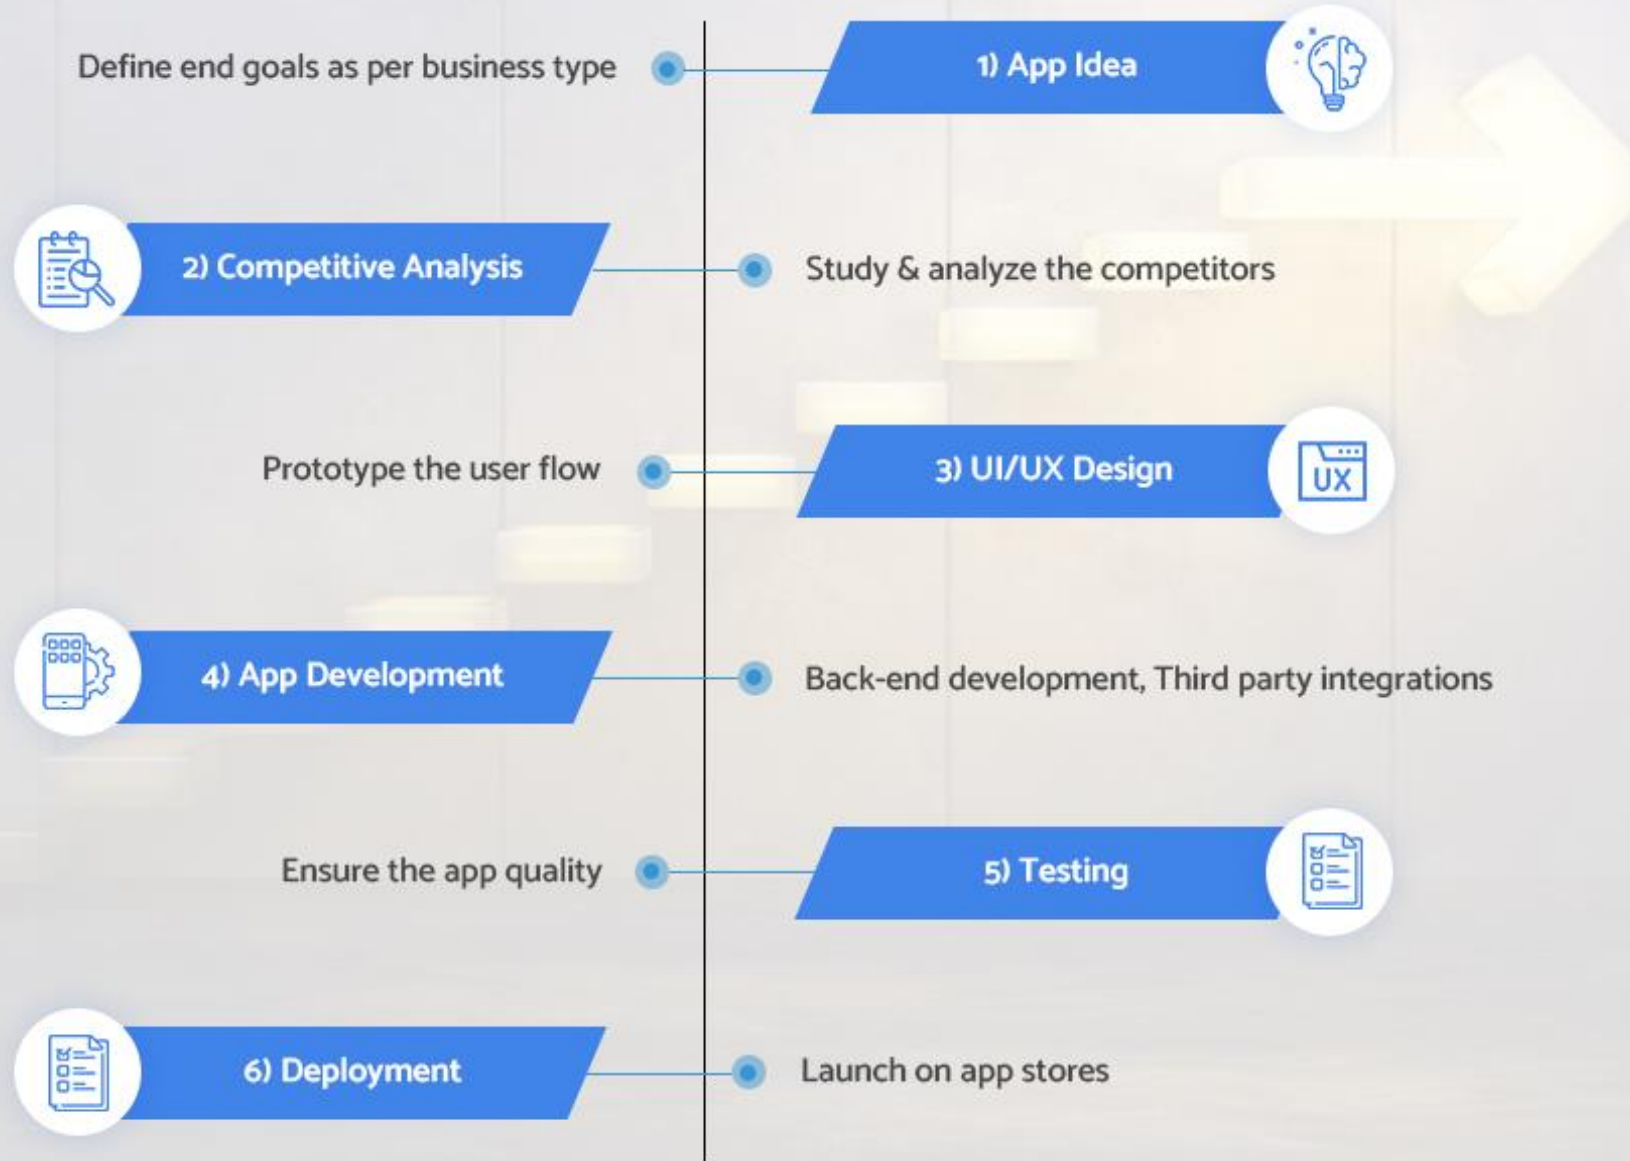 Define end goals as per business type
1) App Idea
2) Competitive Analysis
Study & analyze the competitors
Prototype the user flow
3) UI/UX Design
UX
4) App Development
Back-end development, Third party integrations
Ensure the app quality
5) Testing
6) Deployment
Launch on app stores